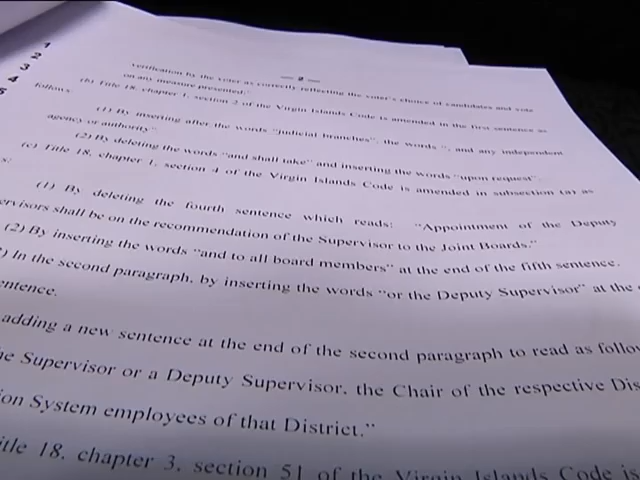 1
2
3
4
5
— 2 —
verification by the voter as correctly reflecting the voter's choice of candidates and vote
on any measure presented."
(b) Title 18, chapter 1, section 2 of the Virgin Islands Code is amended in the first sentence as
follows:
(1) By inserting after the words "judicial branches", the words ", and any independent
agency or authority".
(2) By deleting the words "and shall take" and inserting the words "upon request".
(c) Title 18, chapter 1, section 4 of the Virgin Islands Code is amended in subsection (a) as
s:
(1) By deleting the fourth sentence which reads: "Appointment of the Deputy
ervisors shall be on the recommendation of the Supervisor to the Joint Boards."
(2) By inserting the words "and to all board members" at the end of the fifth sentence.
) In the second paragraph, by inserting the words "or the Deputy Supervisor" at the
entence.
adding a new sentence at the end of the second paragraph to read as follow
he Supervisor or a Deputy Supervisor, the Chair of the respective Dis
ion System employees of that District."
itle 18, chapter 3, section 51 of the Virgin Islands Code is